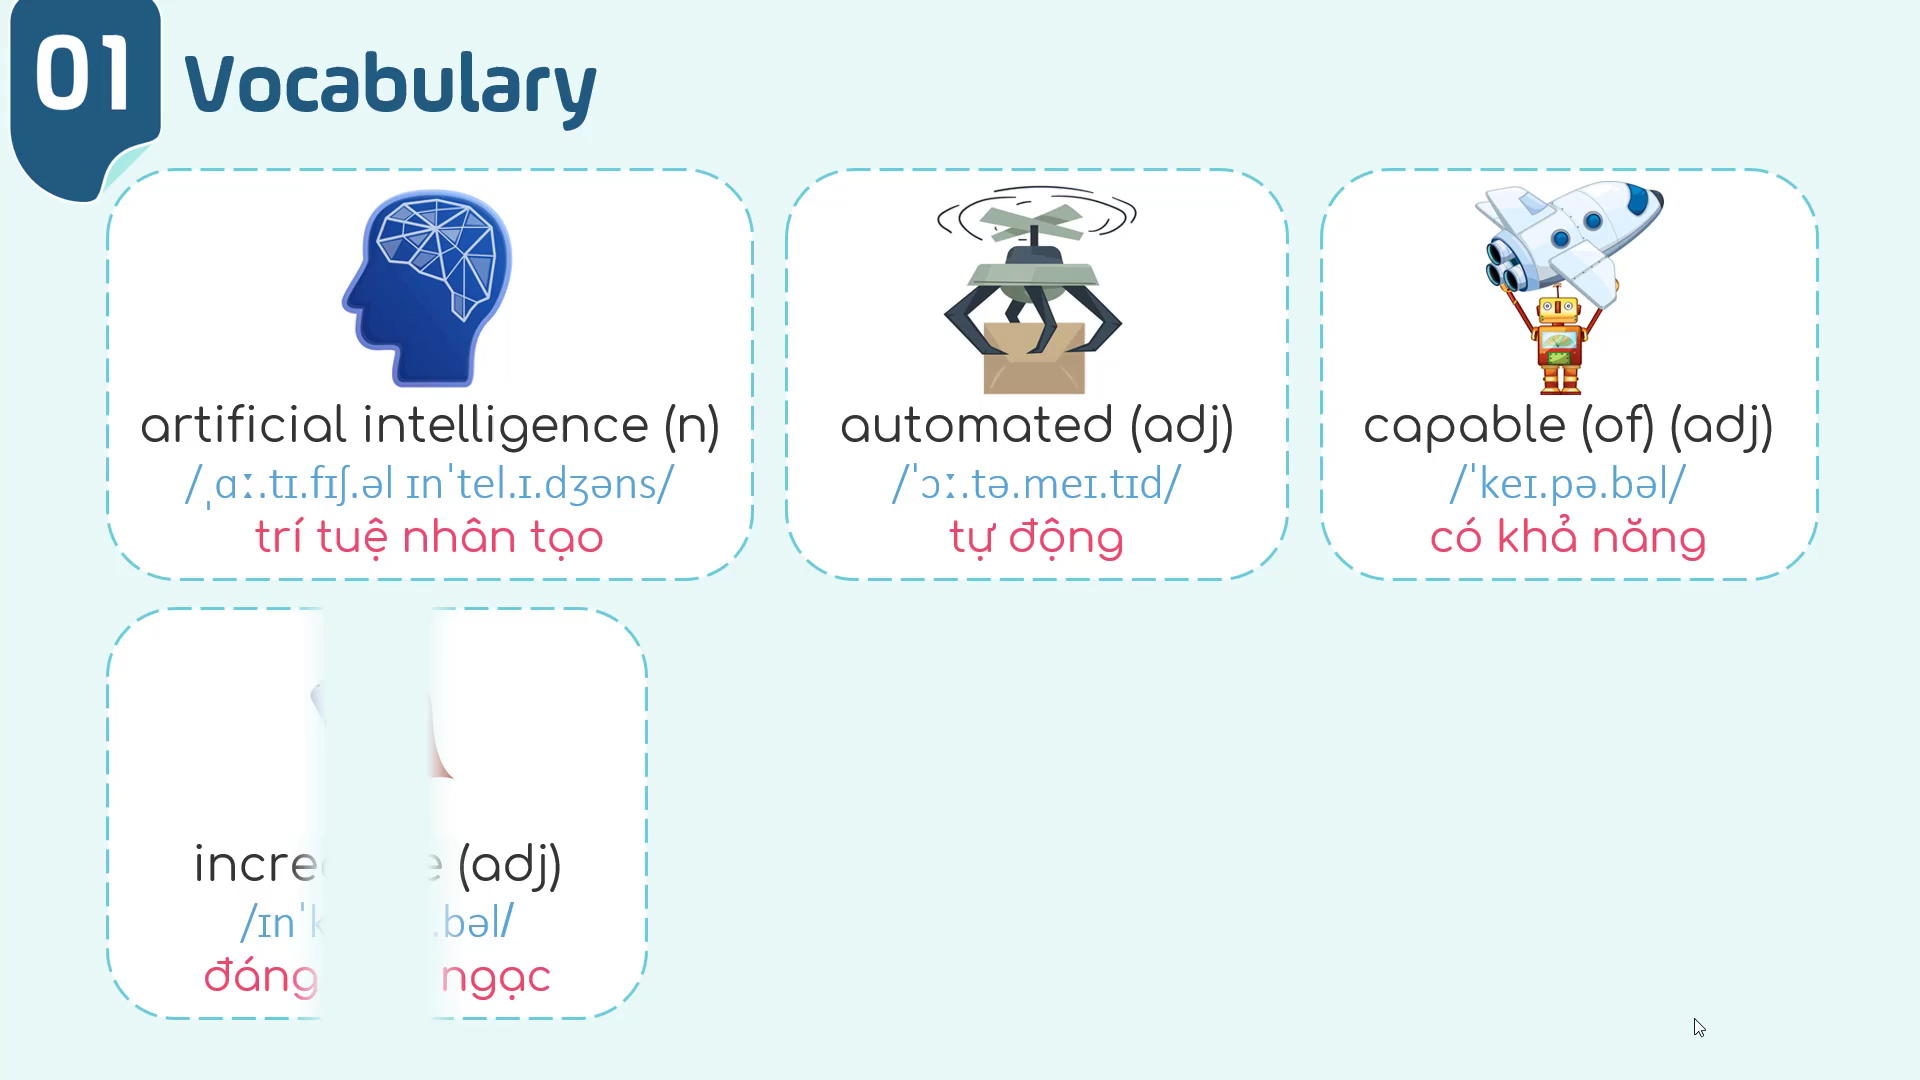 01
Vocabulary
artificial intelligence (n)
/ˌɑː.tɪ.fɪʃ.əl ɪnˈtel.ɪ.dʒəns/
trí tuệ nhân tạo
automated (adj)
/ˈɔː.tə.meɪ.tɪd/
tự động
capable (of) (adj)
/ˈkeɪ.pə.bəl/
có khả năng
(adj)
đáng ngạc